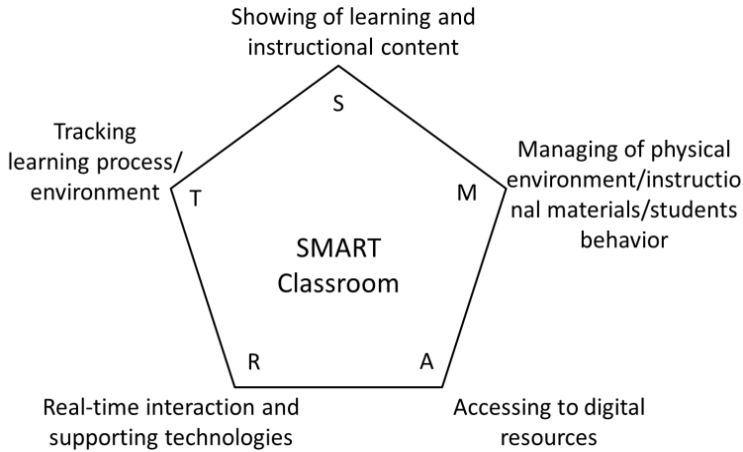 Showing of learning and
instructional content
S
Tracking
learning process/
environment
T
M
Managing of physical
environment/instructio
nal materials/students
behavior
SMART
Classroom
R
A
Real-time interaction and
supporting technologies
Accessing to digital
resources